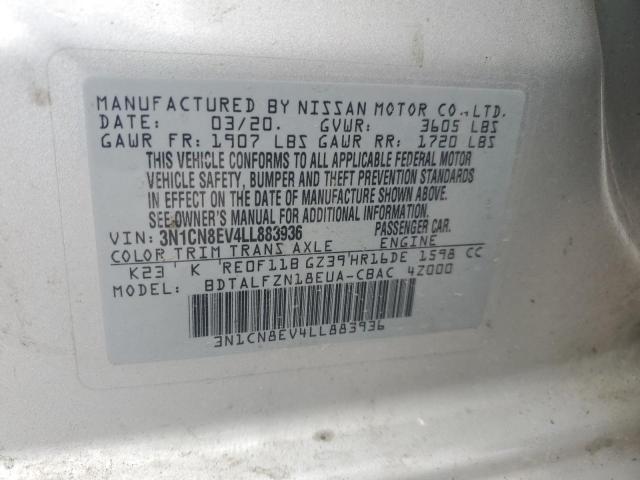 MANUFACTURED BY NISSAN MOTOR CO., LTD.
DATE: 03/20. GVWR: 3605 LBS
GAWR FR: 1907 LBS GAWR RR: 1720 LBS
THIS VEHICLE CONFORMS TO ALL APPLICABLE FEDERAL MOTOR
VEHICLE SAFETY, BUMPER AND THEFT PREVENTION STANDARDS
IN EFFECT ON THE DATE OF MANUFACTURE SHOWN ABOVE.
SEE OWNER'S MANUAL FOR ADDITIONAL INFORMATION.
VIN: 3N1CN8EV4LL883936 PASSENGER CAR.
COLOR TRIM TRANS AXLE ENGINE
K23 K RE0F11B GZ39 HR16DE 1598 CC
MODEL: BDTALFZN18EUA-CBAC 4Z000
3N1CN8EV4LL883936